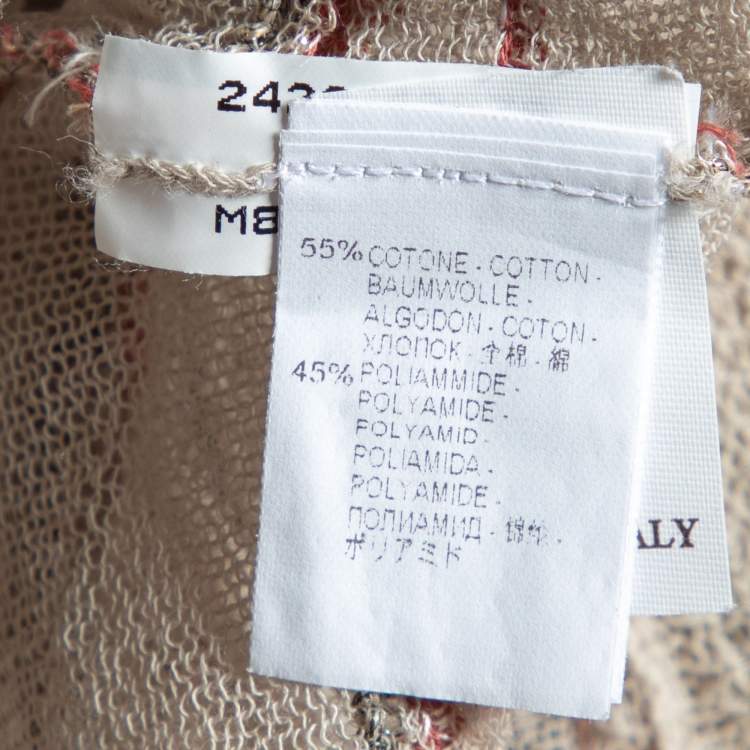 55% COTONE - COTTON -
BAUMWOLLE -
ALGODON - COTON -
ХЛОПОК - 全棉 - 綿
45% POLIAMMIDE -
POLYAMIDE -
POLYAMID -
POLIAMIDA -
POLYAMIDE -
ПОЛИАМИД - 锦纶 -
ポリアミド